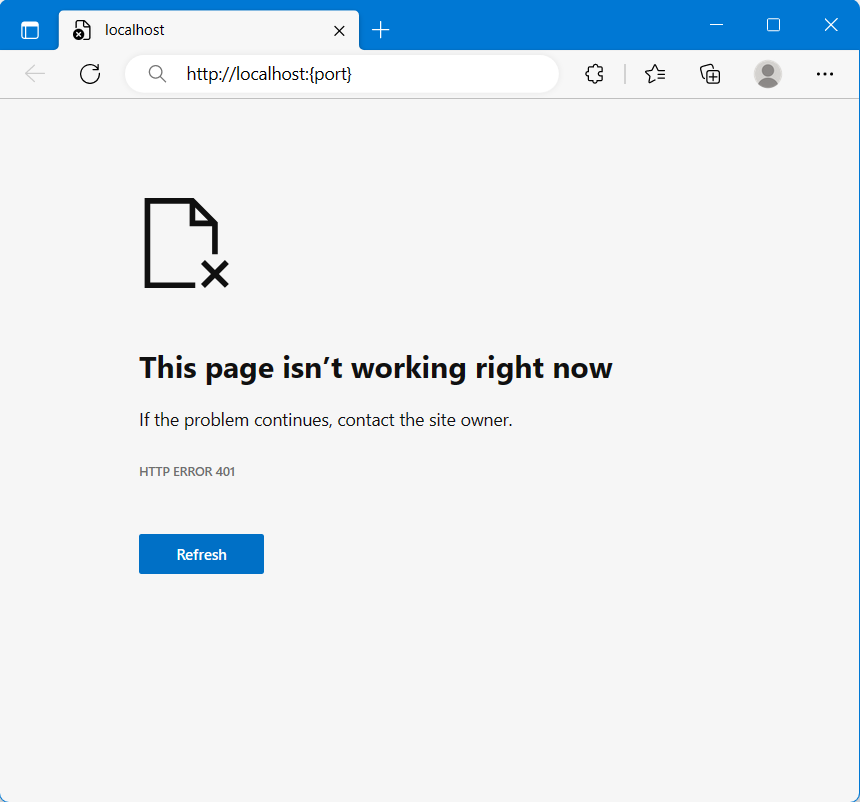 localhost
http://localhost:{port}
This page isn’t working right now
If the problem continues, contact the site owner.
HTTP ERROR 401
Refresh